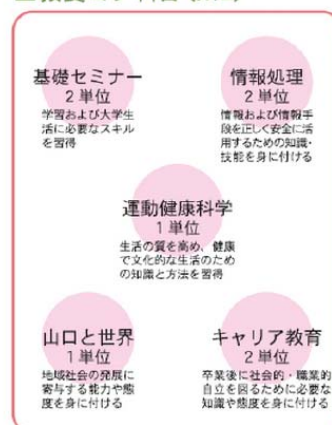 基礎セミナー
2単位
学習および大学生
活に必要なスキル
を習得
情報処理
2単位
情報および情報手
段を正しく安全に活
用するための知識・
技能を身に付ける
運動健康科学
1単位
生活の質を高め、健康
で文化的な生活のため
の知識と方法を習得
山口と世界
1単位
地域社会の発展に
寄与する能力や態
度を身に付ける
キャリア教育
2単位
卒業後に社会的・職業的
自立を図るために必要な
知識や態度を身に付ける